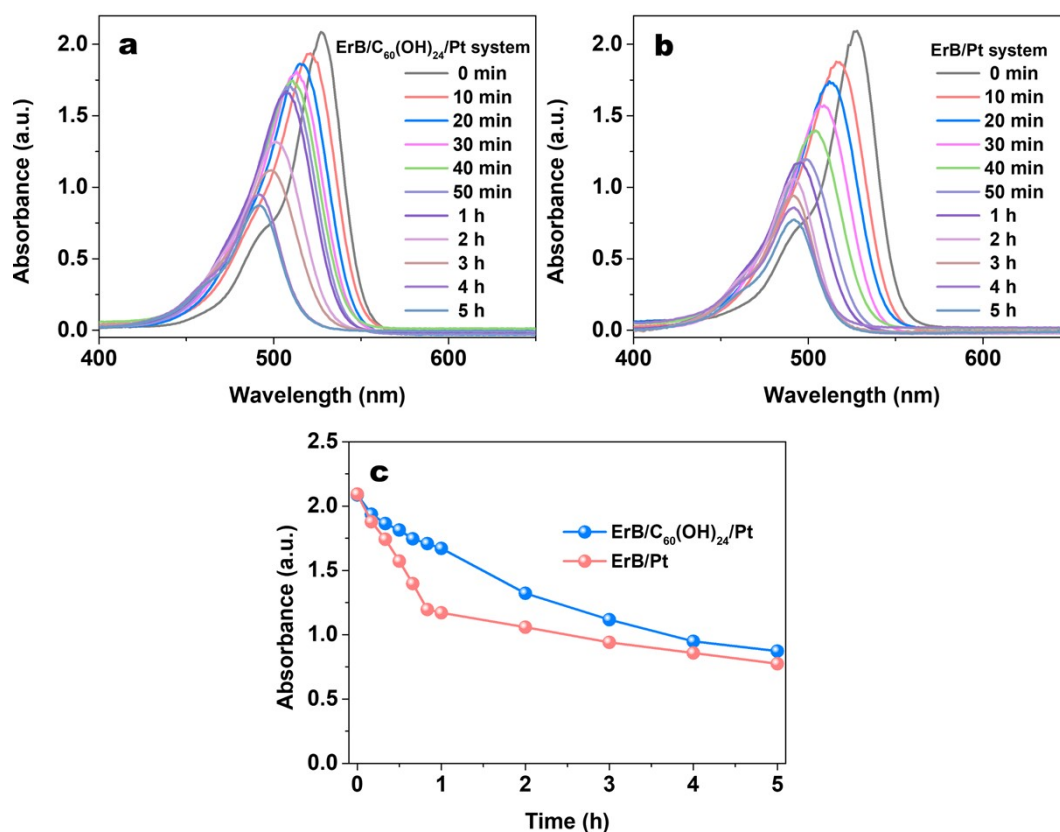 a
ErB/C60(OH)24/Pt system
0 min
10 min
20 min
30 min
40 min
50 min
1 h
2 h
3 h
4 h
5 h
2.0
1.5
1.0
0.5
0.0
Absorbance (a.u.)
400
500
600
Wavelength (nm)
b
ErB/Pt system
0 min
10 min
20 min
30 min
40 min
50 min
1 h
2 h
3 h
4 h
5 h
2.0
1.5
1.0
0.5
0.0
Absorbance (a.u.)
400
500
600
Wavelength (nm)
c
ErB/C60(OH)24/Pt
ErB/Pt
2.5
2.0
1.5
1.0
0.5
0.0
Absorbance (a.u.)
0
1
2
3
4
5
Time (h)